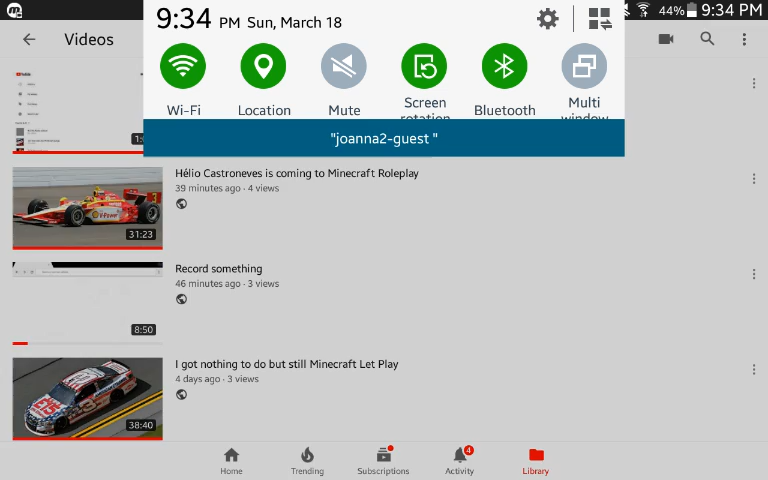 9:34 PM Sun, March 18
44% 9:34 PM
Videos
Wi-Fi
Location
Mute
Screen rotation
Bluetooth
Multi window
"joanna2-guest "
Hélio Castroneves is coming to Minecraft Roleplay
39 minutes ago · 4 views
31:23
Record something
46 minutes ago · 3 views
8:50
I got nothing to do but still Minecraft Let Play
4 days ago · 3 views
38:40
Home
Trending
Subscriptions
4
Activity
Library